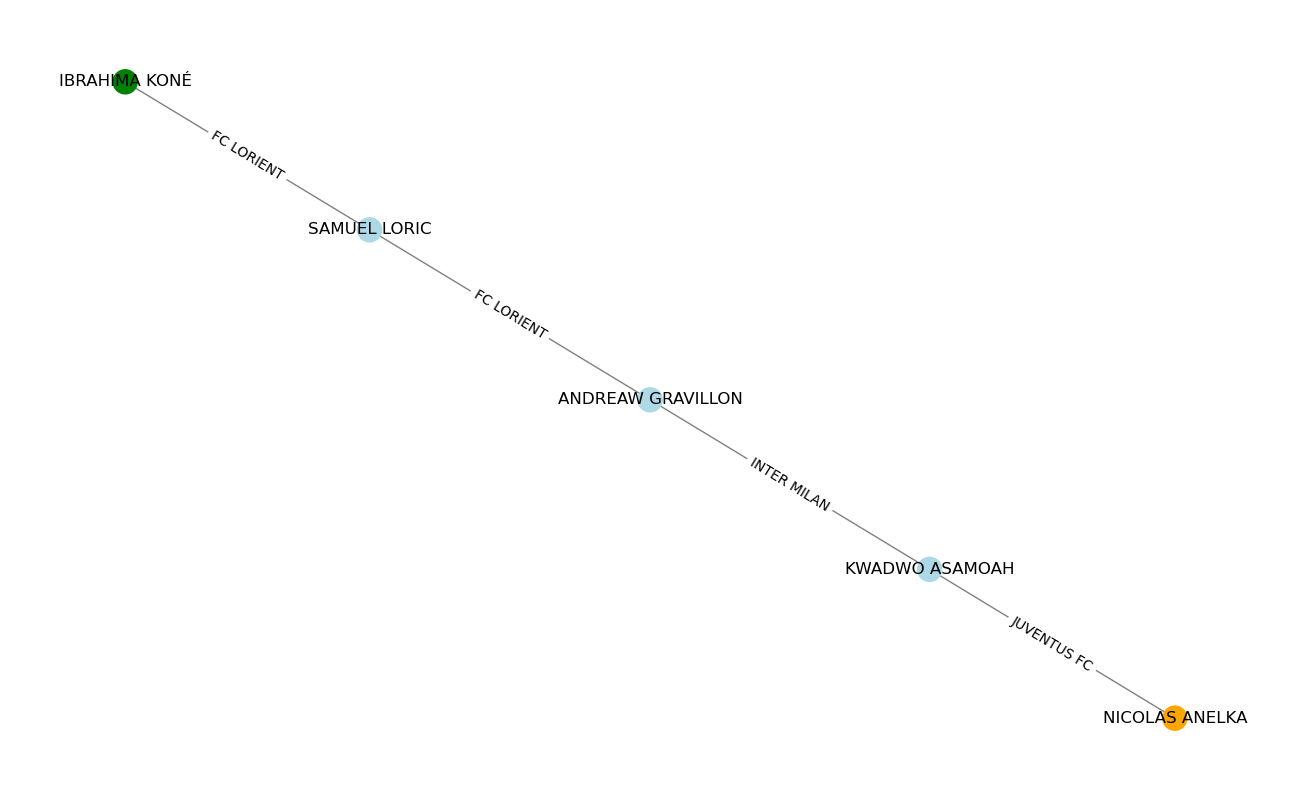 IBRAHIMA KONÉ
FC LORIENT
SAMUEL LORIC
FC LORIENT
ANDREAW GRAVILLON
INTER MILAN
KWADWO ASAMOAH
JUVENTUS FC
NICOLAS ANELKA